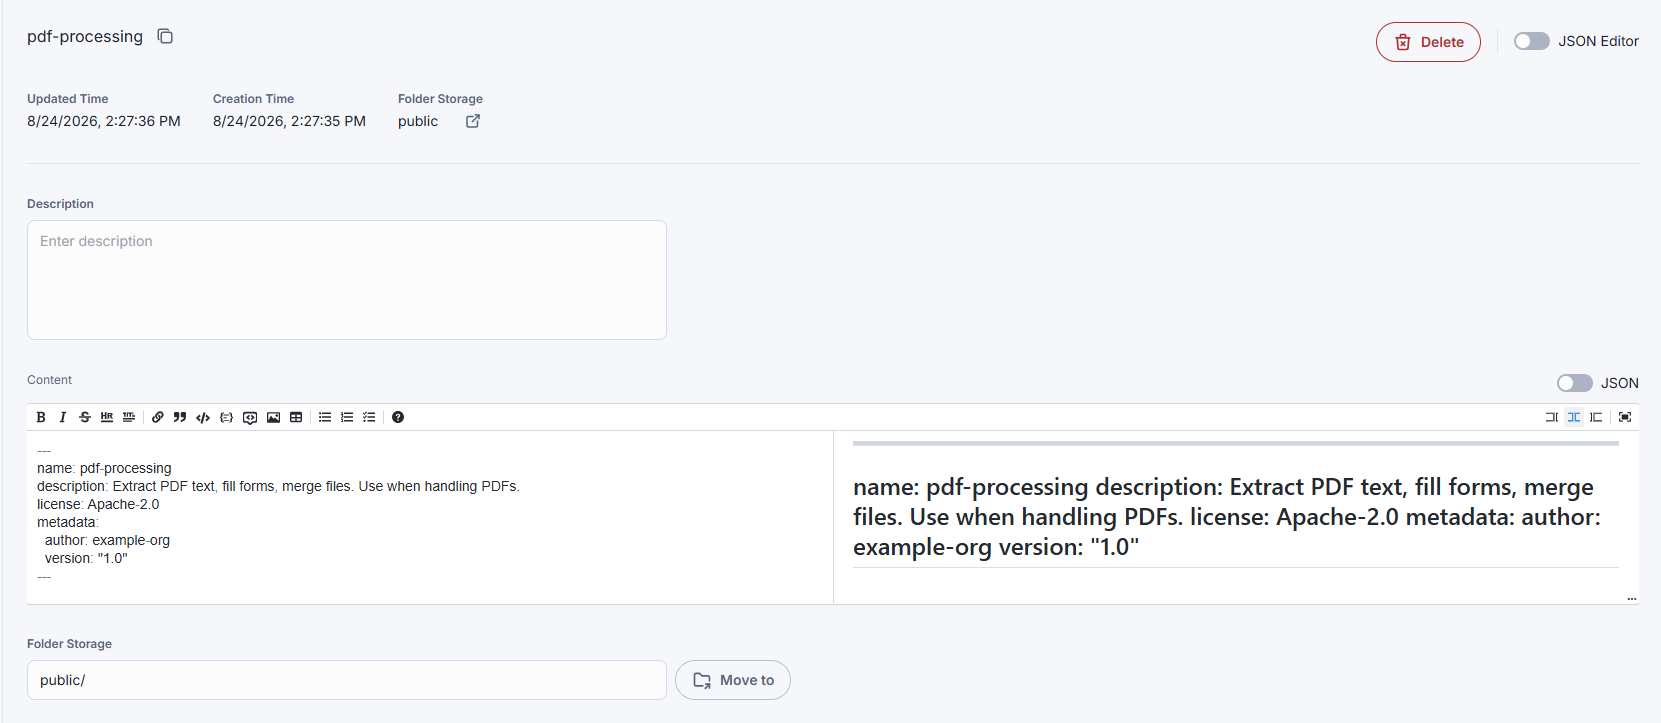 pdf-processing
Delete
JSON Editor
Updated Time
Creation Time
Folder Storage
8/24/2026, 2:27:36 PM
8/24/2026, 2:27:35 PM
public
Description
Enter description
Content
JSON
B I S HR TITL
---
name: pdf-processing
description: Extract PDF text, fill forms, merge files. Use when handling PDFs.
license: Apache-2.0
metadata:
  author: example-org
  version: "1.0"
---
name: pdf-processing description: Extract PDF text, fill forms, merge
files. Use when handling PDFs. license: Apache-2.0 metadata: author:
example-org version: "1.0"
...
Folder Storage
public/
Move to